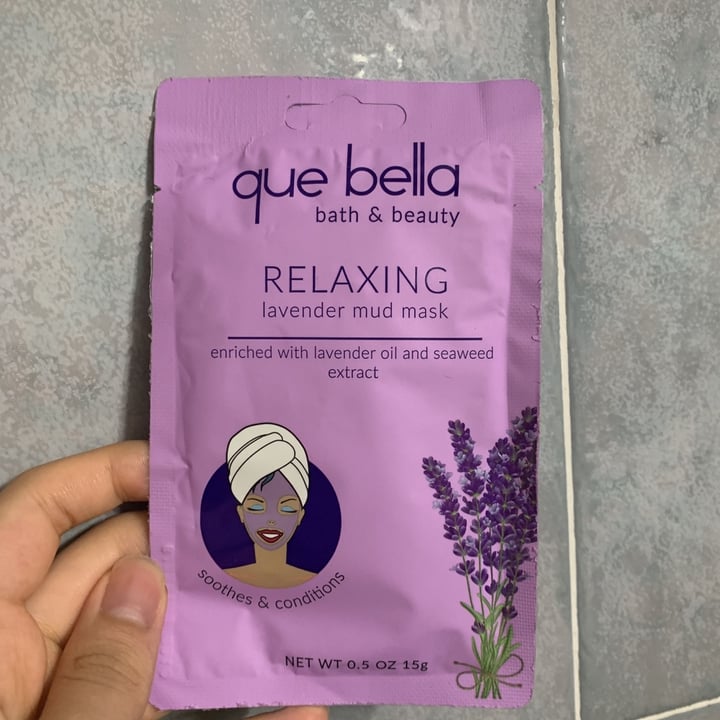 que bella
bath & beauty
RELAXING
lavender mud mask
enriched with lavender oil and seaweed
extract
soothes & conditions
NET WT 0.5 OZ 15g